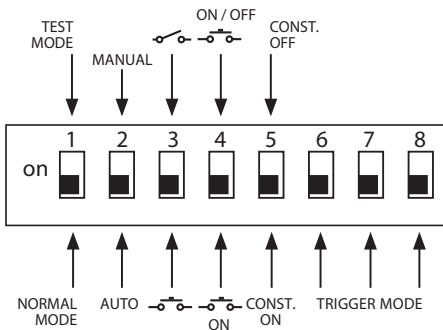 ON / OFF
TEST
MODE
CONST.
OFF
MANUAL
1 2 3 4 5 6 7 8
on
NORMAL
MODE
AUTO
ON
CONST.
ON
TRIGGER MODE